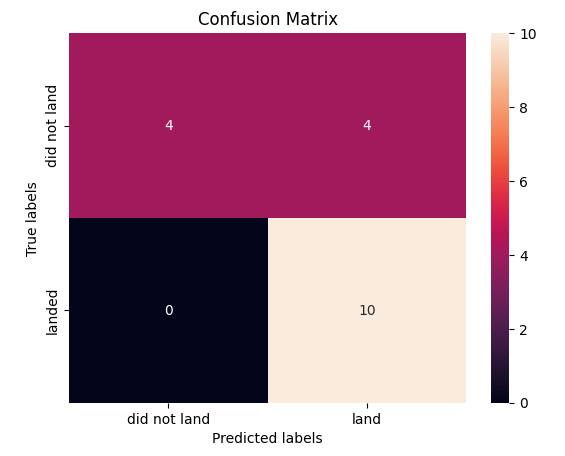 Confusion Matrix
True labels
did not land
landed
4
4
0
10
did not land
land
Predicted labels
10
8
6
4
2
0